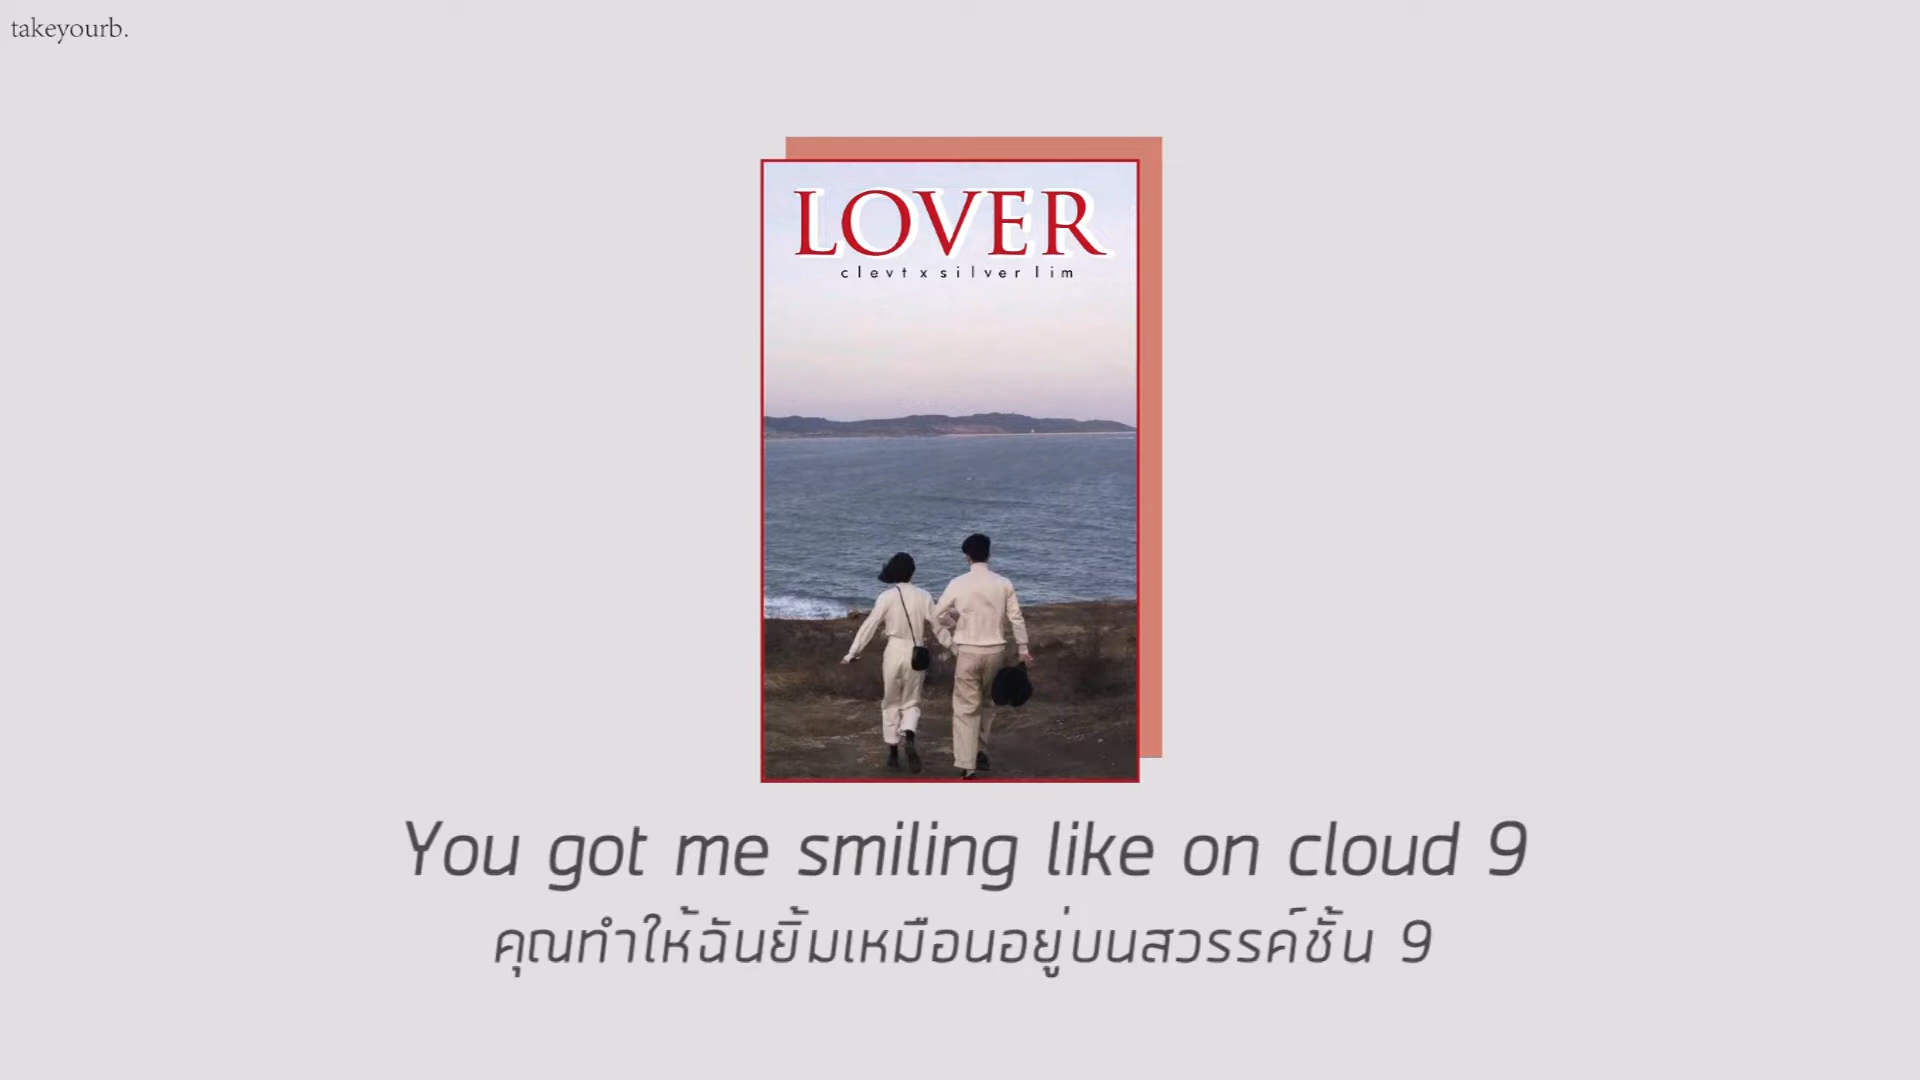 takeyourb.
LOVER
clevt x silver lim
You got me smiling like on cloud 9
คุณทำให้ฉันยิ้มเหมือนอยู่บนสวรรค์ชั้น 9